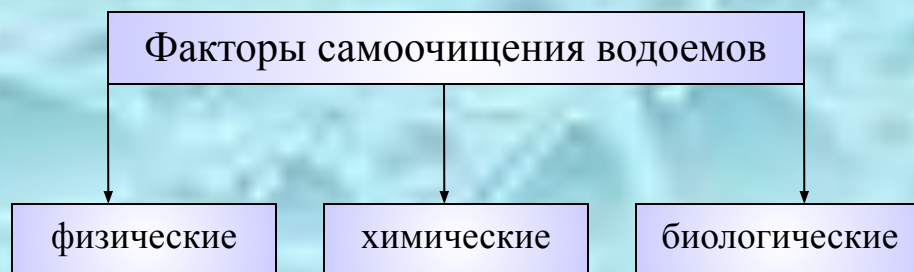 Факторы самоочищения водоемов
физические
химические
биологические